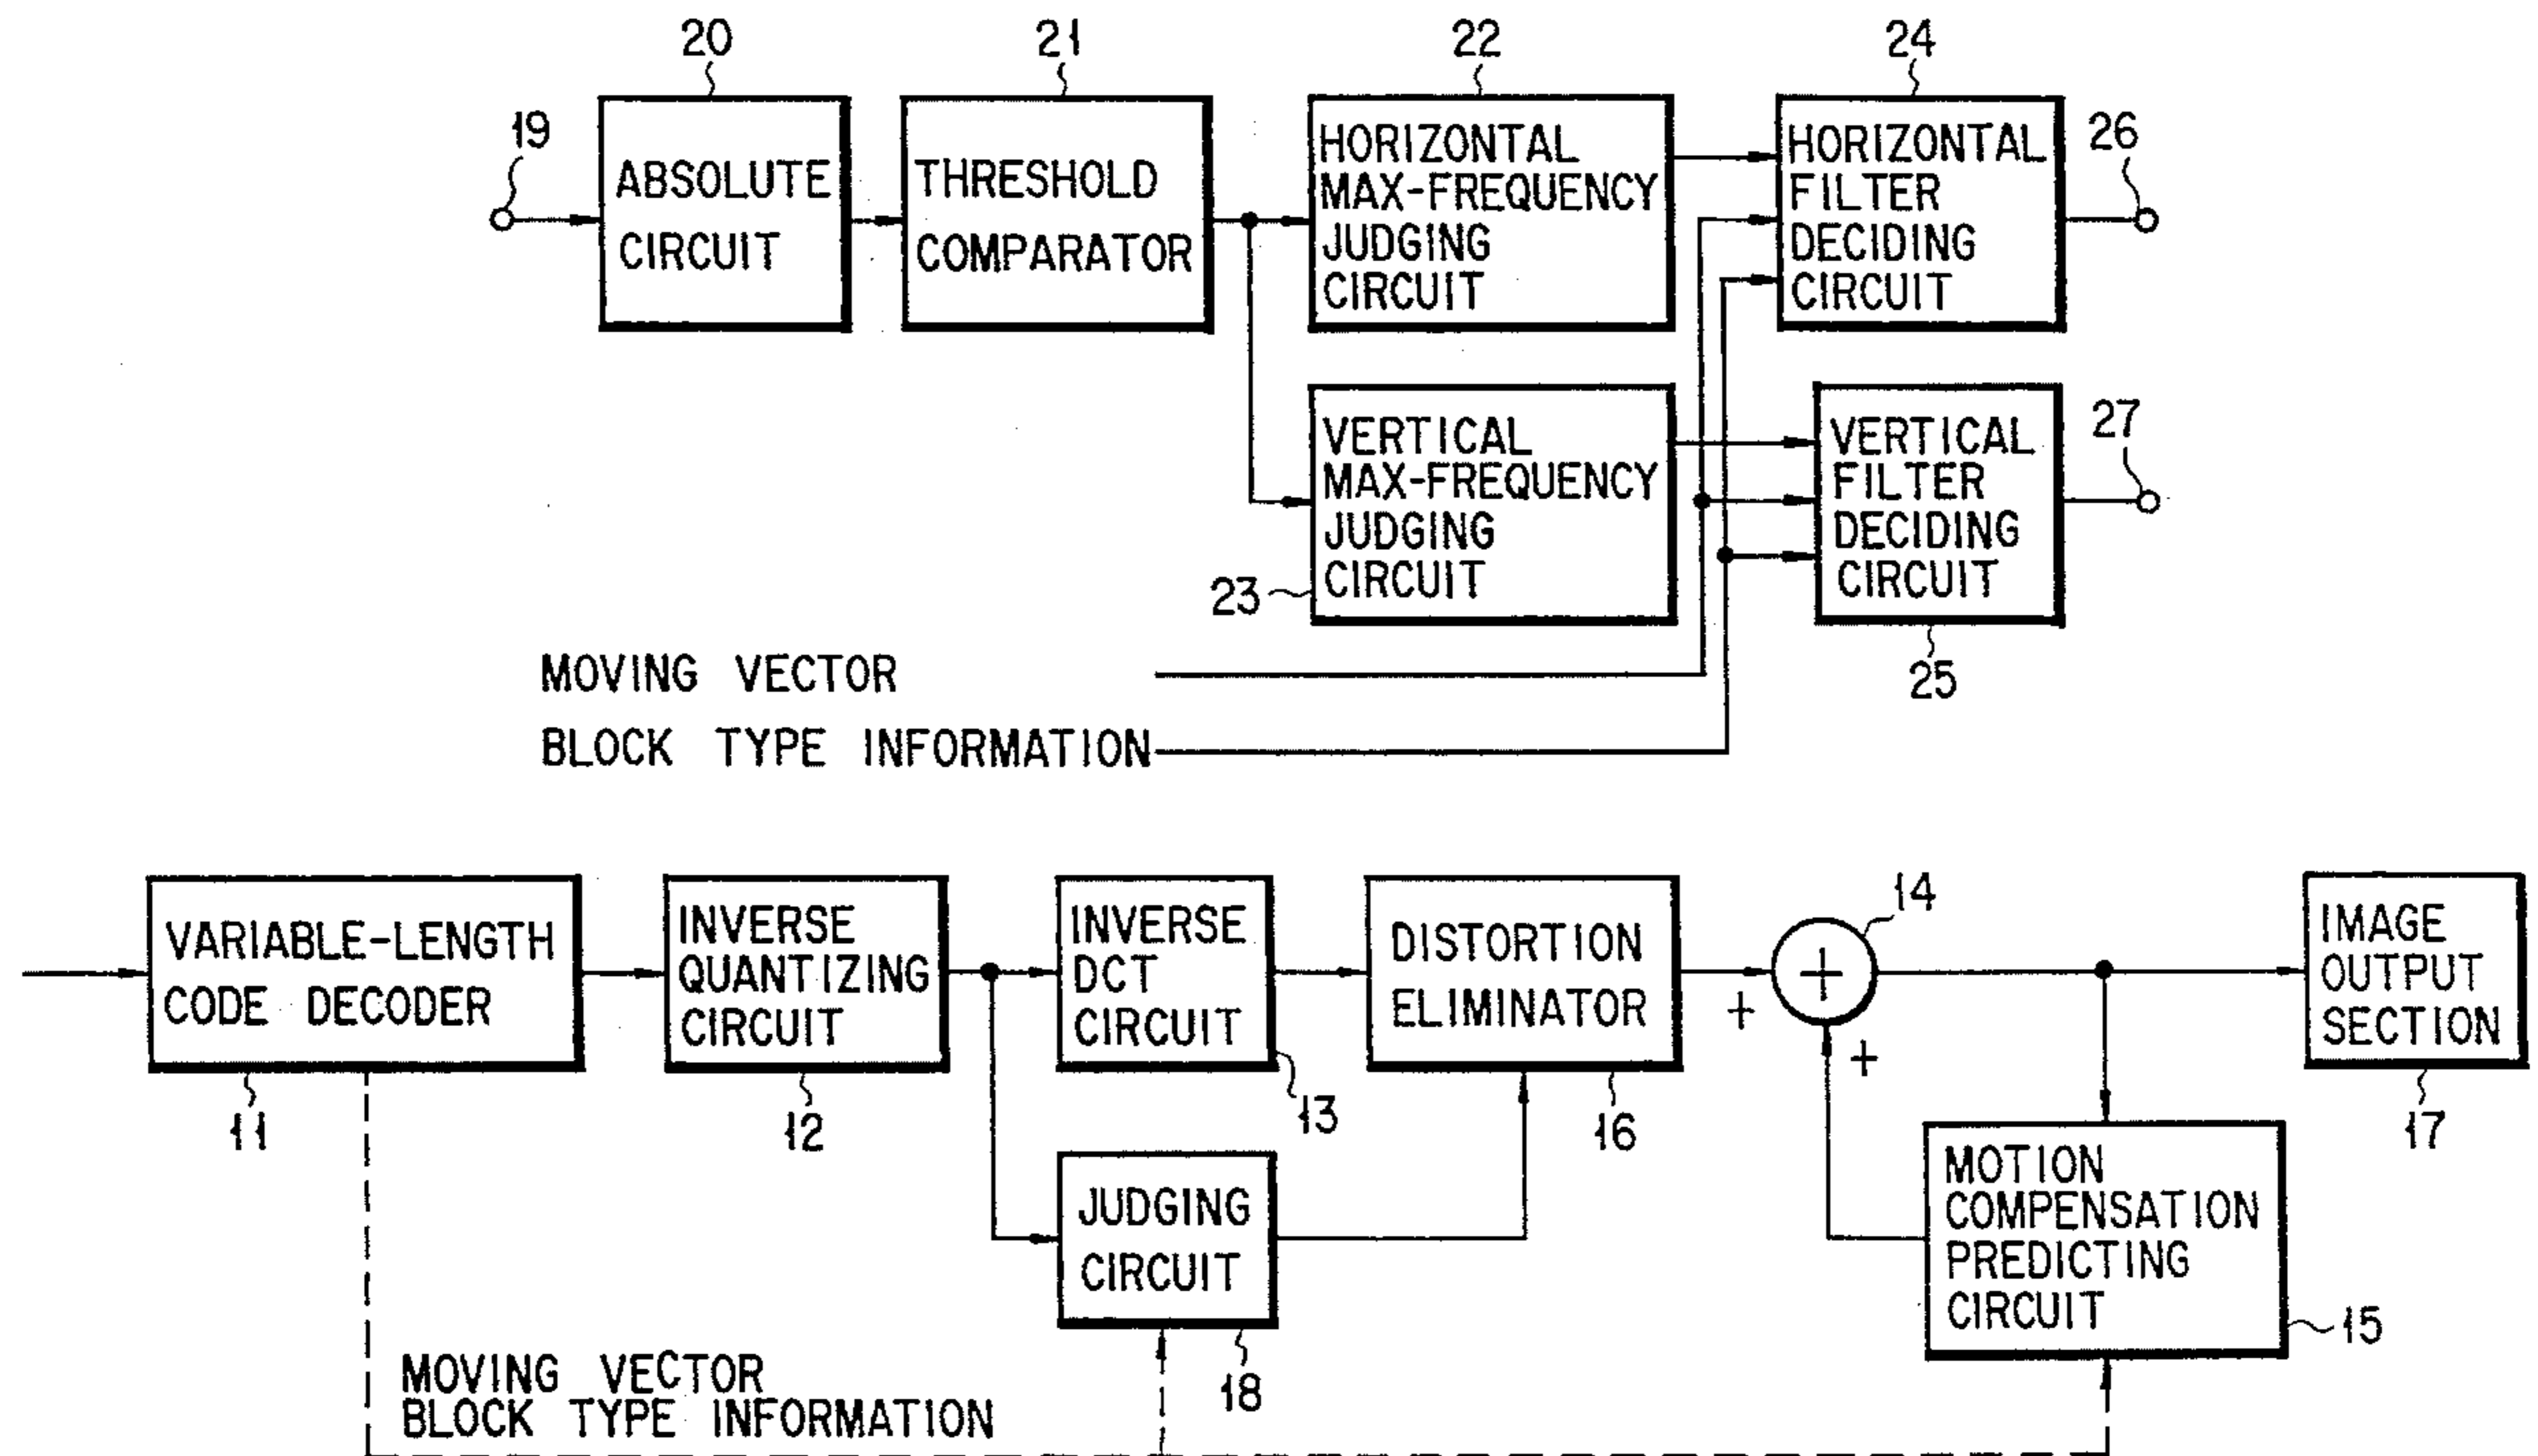 20
21
22
24
19
26
ABSOLUTE
CIRCUIT
THRESHOLD
COMPARATOR
HORIZONTAL
MAX-FREQUENCY
JUDGING
CIRCUIT
HORIZONTAL
FILTER
DECIDING
CIRCUIT
VERTICAL
MAX-FREQUENCY
JUDGING
CIRCUIT
23
VERTICAL
FILTER
DECIDING
CIRCUIT
27
25
MOVING VECTOR
BLOCK TYPE INFORMATION
VARIABLE-LENGTH
CODE DECODER
11
INVERSE
QUANTIZING
CIRCUIT
12
INVERSE
DCT
CIRCUIT
13
DISTORTION
ELIMINATOR
16
14
+
+
+
IMAGE
OUTPUT
SECTION
17
JUDGING
CIRCUIT
18
MOTION
COMPENSATION
PREDICTING
CIRCUIT
15
MOVING VECTOR
BLOCK TYPE INFORMATION